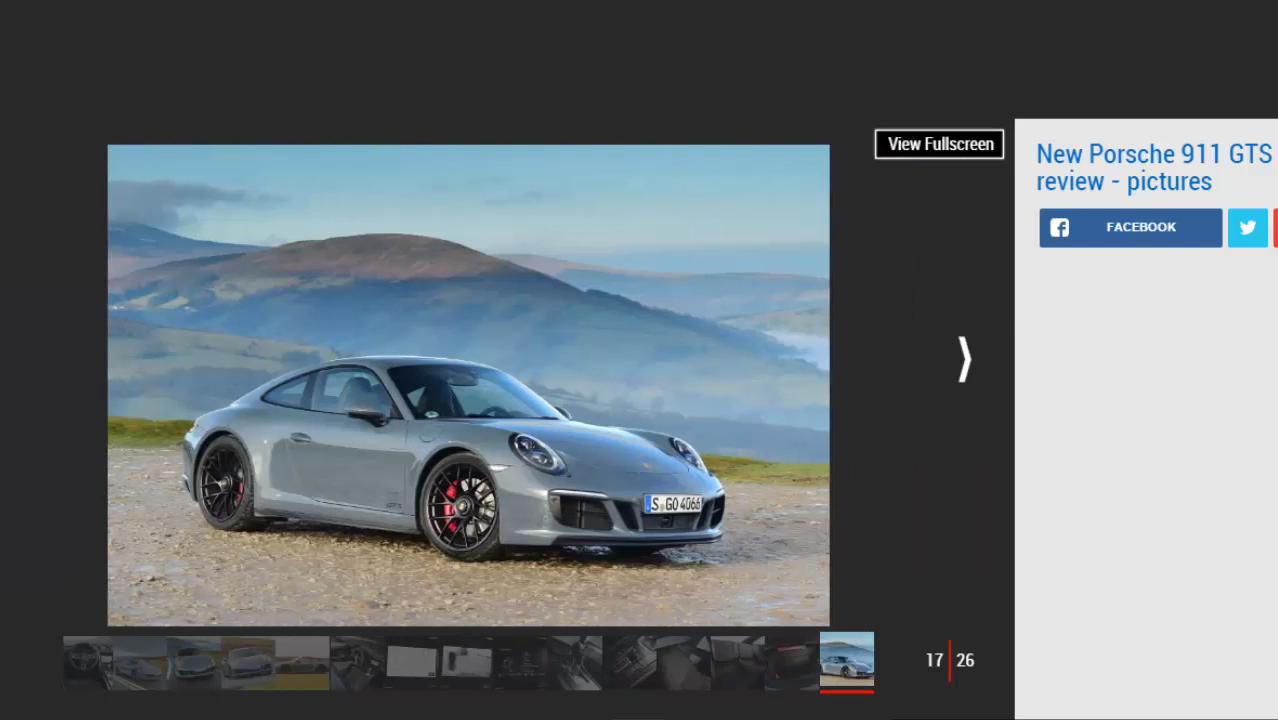 View Fullscreen
New Porsche 911 GTS
review - pictures
FACEBOOK
S GO 4066
17 26